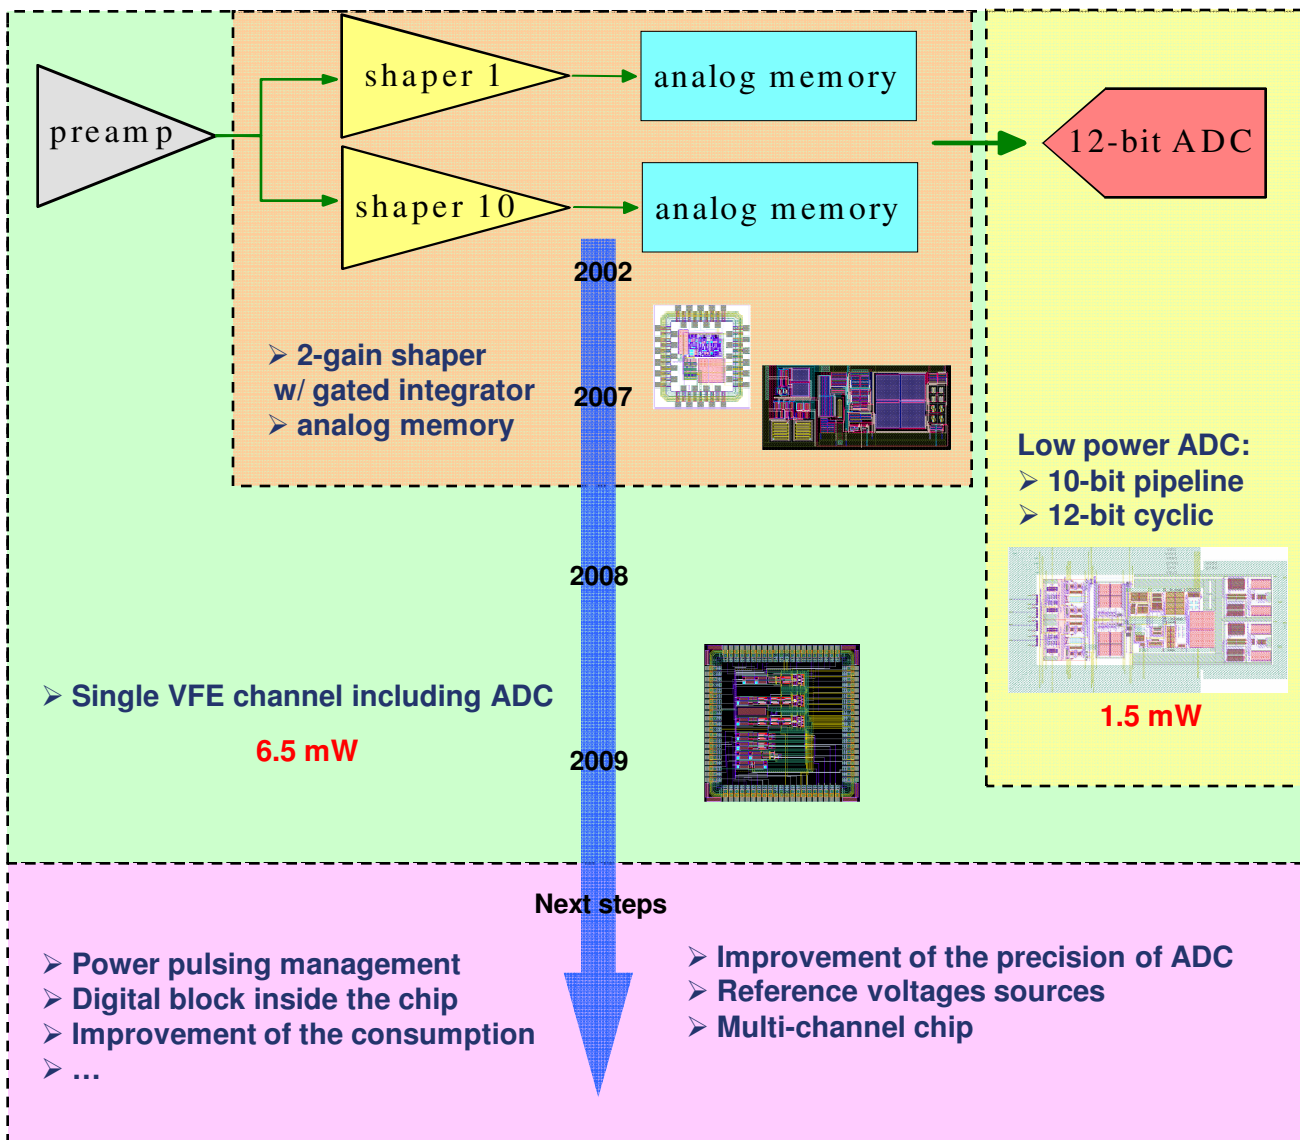 preamp
shaper 1
analog memory
shaper 10
analog memory
12-bit ADC
2002
➢ 2-gain shaper
w/ gated integrator
➢ analog memory
2007
Low power ADC:
➢ 10-bit pipeline
➢ 12-bit cyclic
1.5 mW
2008
➢ Single VFE channel including ADC
6.5 mW
2009
Next steps
➢ Power pulsing management
➢ Digital block inside the chip
➢ Improvement of the consumption
➢ ...
➢ Improvement of the precision of ADC
➢ Reference voltages sources
➢ Multi-channel chip